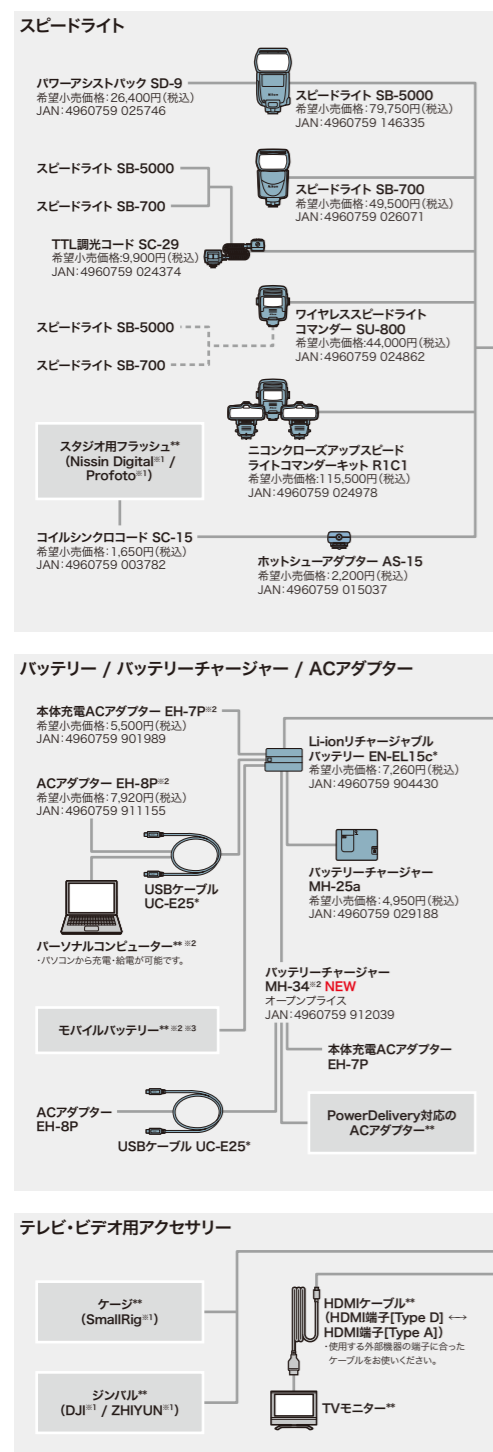 スピードライト
パワーアシストパック SD-9
希望小売価格：26,400円（税込）
JAN：4960759 025746
スピードライト SB-5000
希望小売価格：79,750円（税込）
JAN：4960759 146335
スピードライト SB-5000
スピードライト SB-700
スピードライト SB-700
希望小売価格：49,500円（税込）
JAN：4960759 026071
TTL調光コード SC-29
希望小売価格:9,900円（税込）
JAN：4960759 024374
ワイヤレススピードライト
コマンダー SU-800
希望小売価格:44,000円（税込）
JAN：4960759 024862
スピードライト SB-5000
スピードライト SB-700
ニコンクローズアップスピード
ライトコマンダーキット R1C1
希望小売価格：115,500円（税込）
JAN：4960759 024978
スタジオ用フラッシュ**
（Nissin Digital※1 /
Profoto※1）
コイルシンクロコード SC-15
希望小売価格：1,650円（税込）
JAN：4960759 003782
ホットシューアダプター AS-15
希望小売価格：2,200円（税込）
JAN：4960759 015037
バッテリー / バッテリーチャージャー / ACアダプター
本体充電ACアダプター EH-7P※2
希望小売価格：5,500円（税込）
JAN：4960759 901989
Li-ionリチャージャブル
バッテリー EN-EL15c*
希望小売価格：7,260円（税込）
JAN：4960759 904430
ACアダプター EH-8P※2
希望小売価格：7,920円（税込）
JAN：4960759 911155
USBケーブル
UC-E25*
バッテリーチャージャー
MH-25a
希望小売価格：4,950円（税込）
JAN：4960759 029188
パーソナルコンピューター** ※2
・パソコンから充電・給電が可能です。
バッテリーチャージャー
MH-34※2 NEW
オープンプライス
JAN：4960759 912039
モバイルバッテリー** ※2 ※3
本体充電ACアダプター
EH-7P
ACアダプター
EH-8P
USBケーブル UC-E25*
PowerDelivery対応の
ACアダプター**
テレビ・ビデオ用アクセサリー
ケージ**
（SmallRig※1）
HDMIケーブル**
（HDMI端子[Type D] ←→
HDMI端子[Type A]）
・使用する外部機器の端子に合った
ケーブルをお使いください。
ジンバル**
（DJI※1 / ZHIYUN※1）
TVモニター**